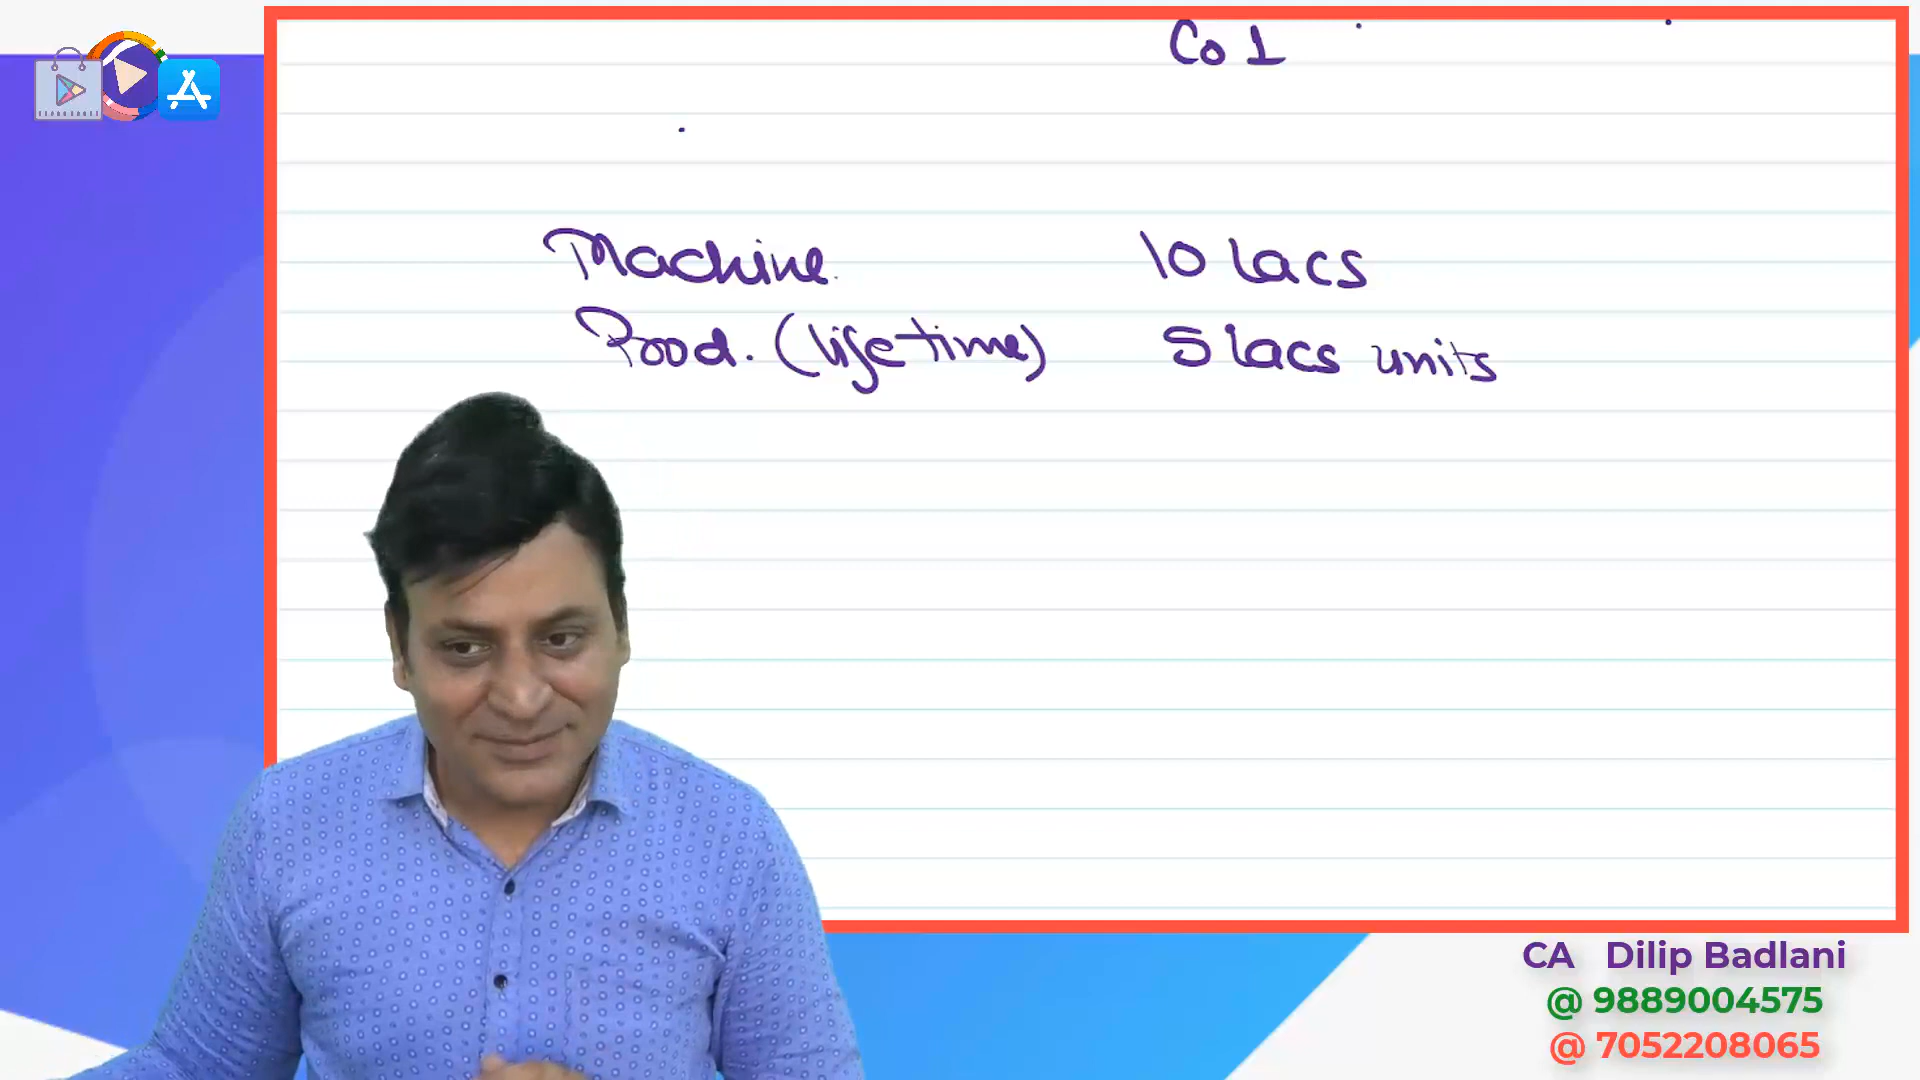 Co 1
Machine 10 lacs
Prod. (lifetime) 5 lacs units
CA Dilip Badlani
@ 9889004575
@ 7052208065